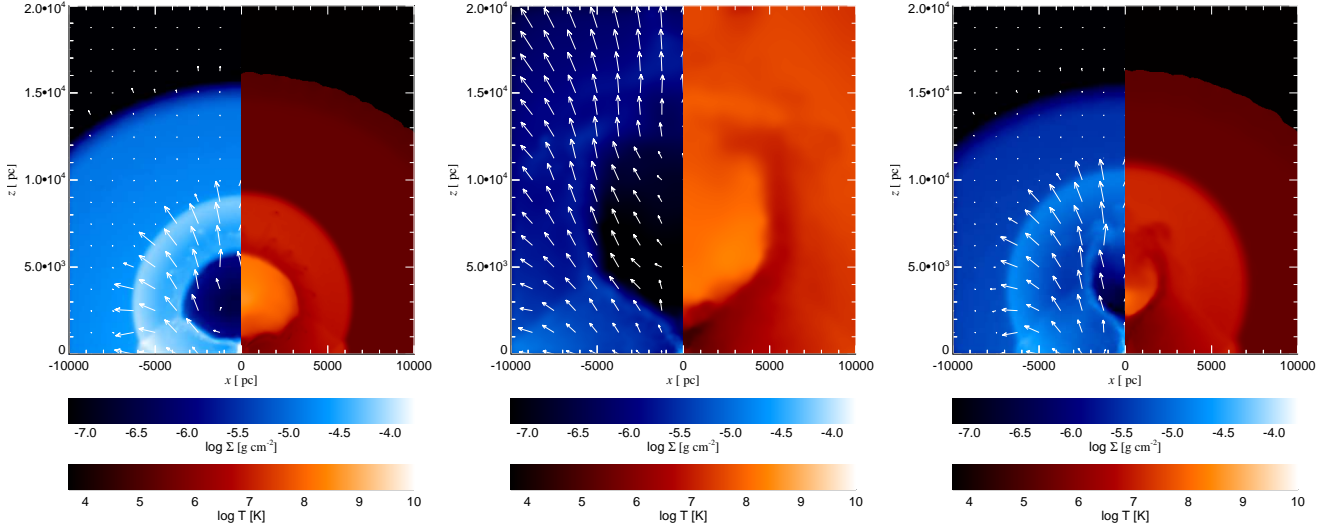 2.0•10⁴
1.5•10⁴
1.0•10⁴
5.0•10³
0
z [ pc]
-10000 -5000 0 5000 10000
x [ pc]
-7.0 -6.5 -6.0 -5.5 -5.0 -4.5 -4.0
log Σ [g cm⁻²]
4 5 6 7 8 9 10
log T [K]
2.0•10⁴
1.5•10⁴
1.0•10⁴
5.0•10³
0
z [ pc]
-10000 -5000 0 5000 10000
x [ pc]
-7.0 -6.5 -6.0 -5.5 -5.0 -4.5 -4.0
log Σ [g cm⁻²]
4 5 6 7 8 9 10
log T [K]
2.0•10⁴
1.5•10⁴
1.0•10⁴
5.0•10³
0
z [ pc]
-10000 -5000 0 5000 10000
x [ pc]
-7.0 -6.5 -6.0 -5.5 -5.0 -4.5 -4.0
log Σ [g cm⁻²]
4 5 6 7 8 9 10
log T [K]